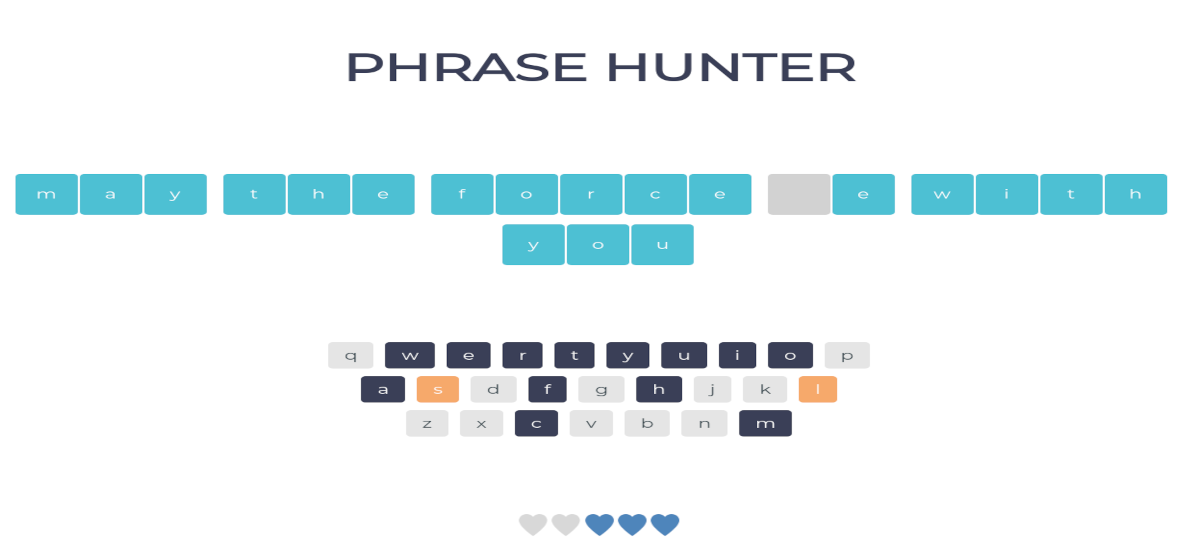 PHRASE HUNTER
m a y t h e f o r c e e w i t h
y o u
q w e r t y u i o p
a s d f g h j k l
z x c v b n m